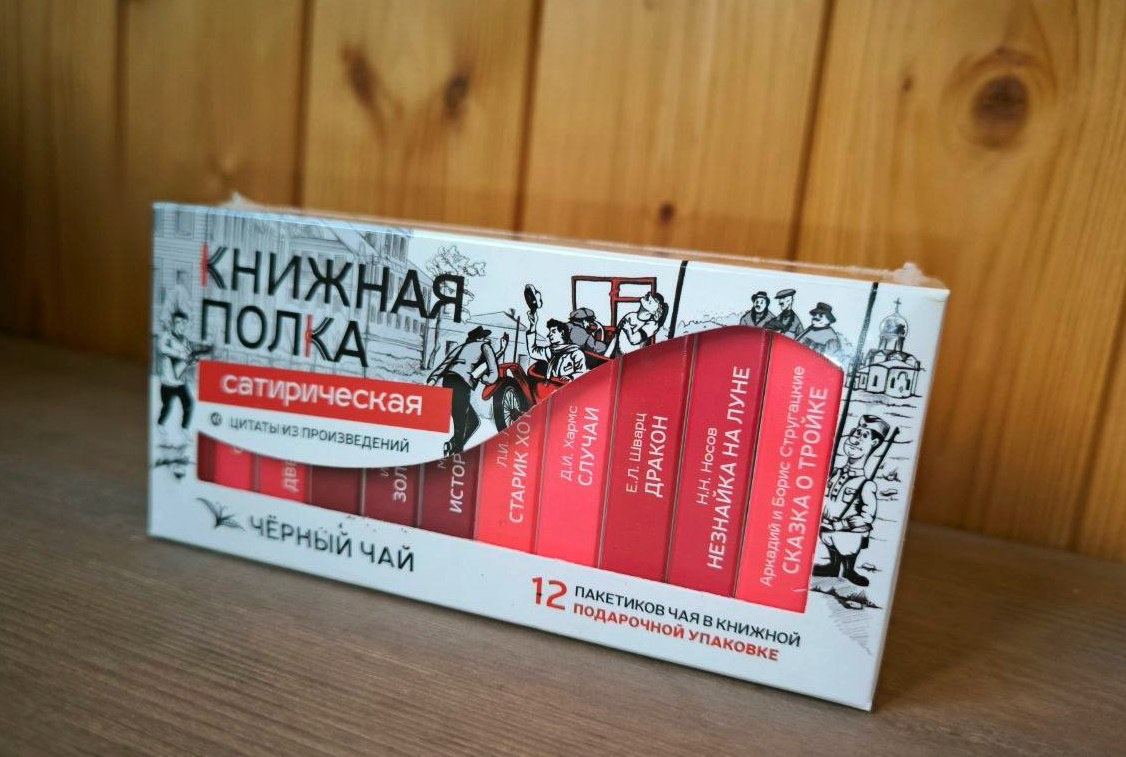 КНИЖНАЯ
ПОЛКА
сатирическая
ЦИТАТЫ ИЗ ПРОИЗВЕДЕНИЙ
СТАРИК
Д.И. Хармс
СЛУЧАИ
Е.Л. Шварц
ДРАКОН
Н.Н. Носов
НЕЗНАЙКА НА ЛУНЕ
Аркадий и Борис Стругацкие
СКАЗКА О ТРОЙКЕ
ЧЁРНЫЙ ЧАЙ
12 ПАКЕТИКОВ ЧАЯ В КНИЖНОЙ
ПОДАРОЧНОЙ УПАКОВКЕ